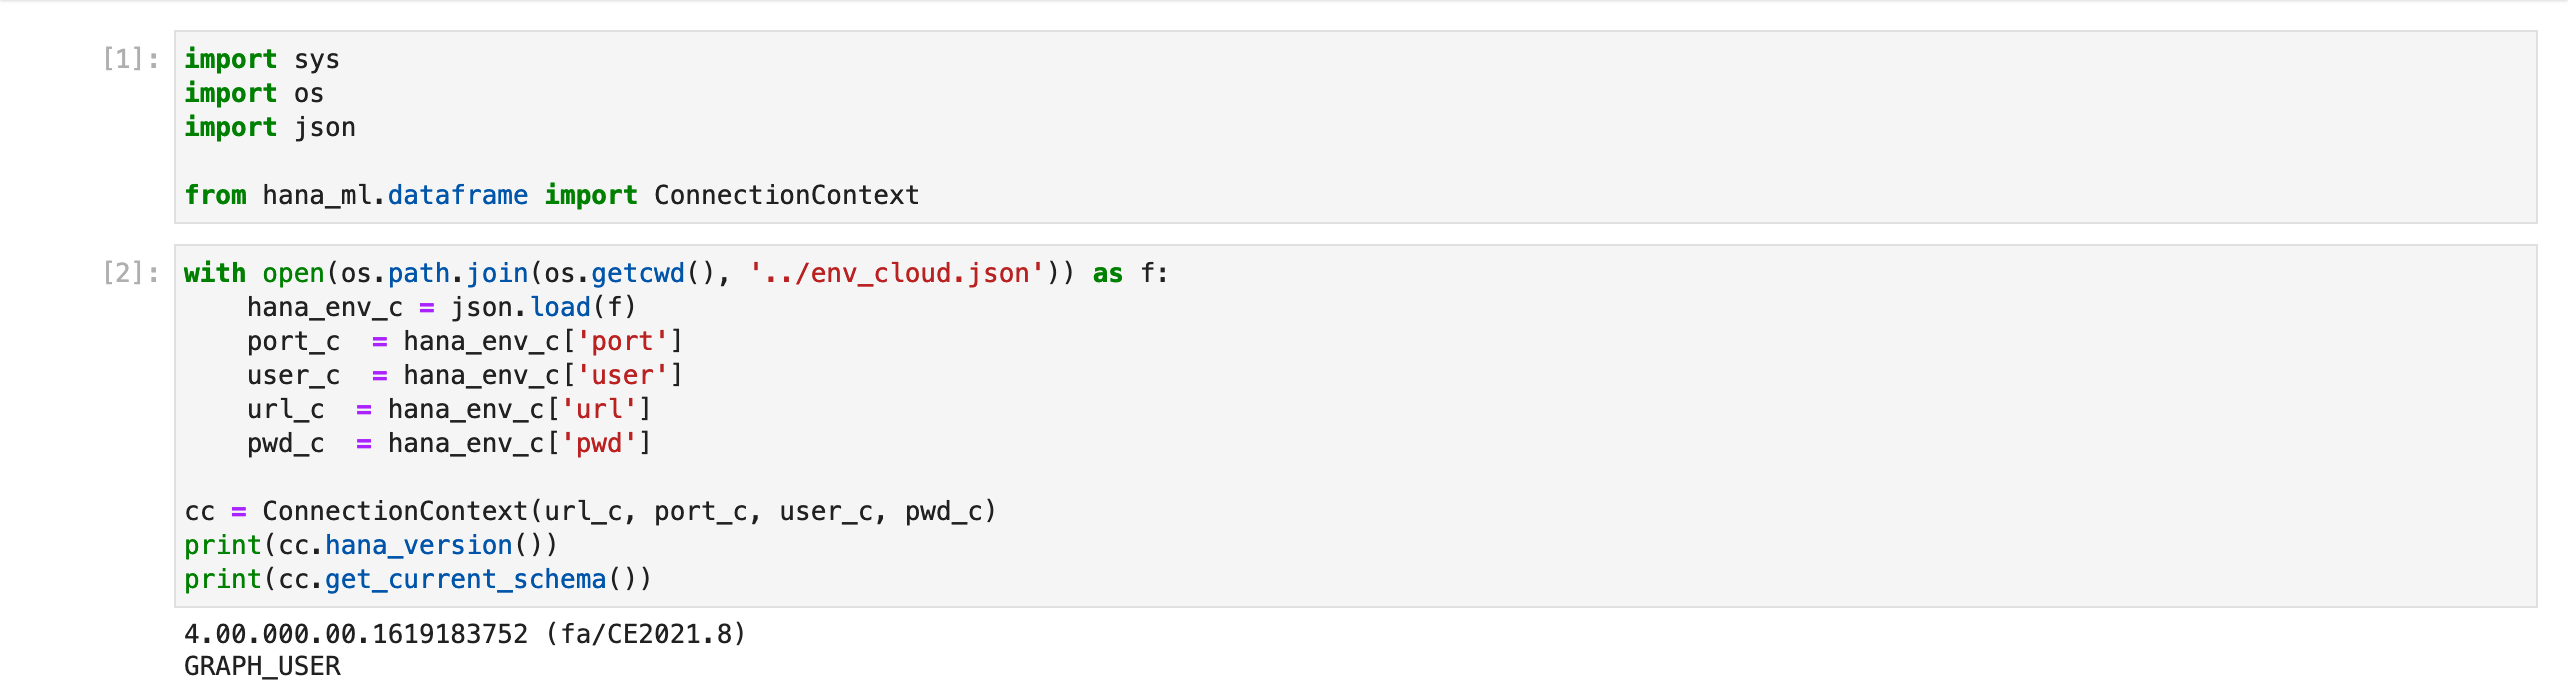 [1]:
import sys
import os
import json
from hana_ml.dataframe import ConnectionContext
[2]:
with open(os.path.join(os.getcwd(), '../env_cloud.json')) as f:
    hana_env_c = json.load(f)
    port_c  = hana_env_c['port']
    user_c  = hana_env_c['user']
    url_c  = hana_env_c['url']
    pwd_c  = hana_env_c['pwd']
cc = ConnectionContext(url_c, port_c, user_c, pwd_c)
print(cc.hana_version())
print(cc.get_current_schema())
4.00.000.00.1619183752 (fa/CE2021.8)
GRAPH_USER